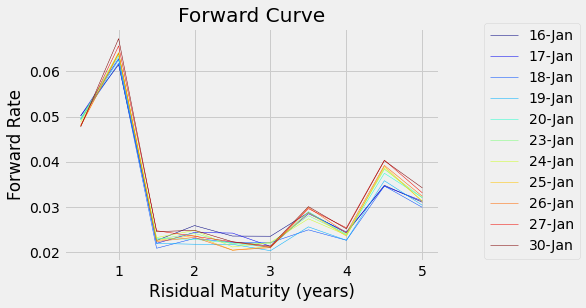 Forward Curve
Forward Rate
0.06
0.05
0.04
0.03
0.02
1 2 3 4 5
Risidual Maturity (years)
16-Jan
17-Jan
18-Jan
19-Jan
20-Jan
23-Jan
24-Jan
25-Jan
26-Jan
27-Jan
30-Jan